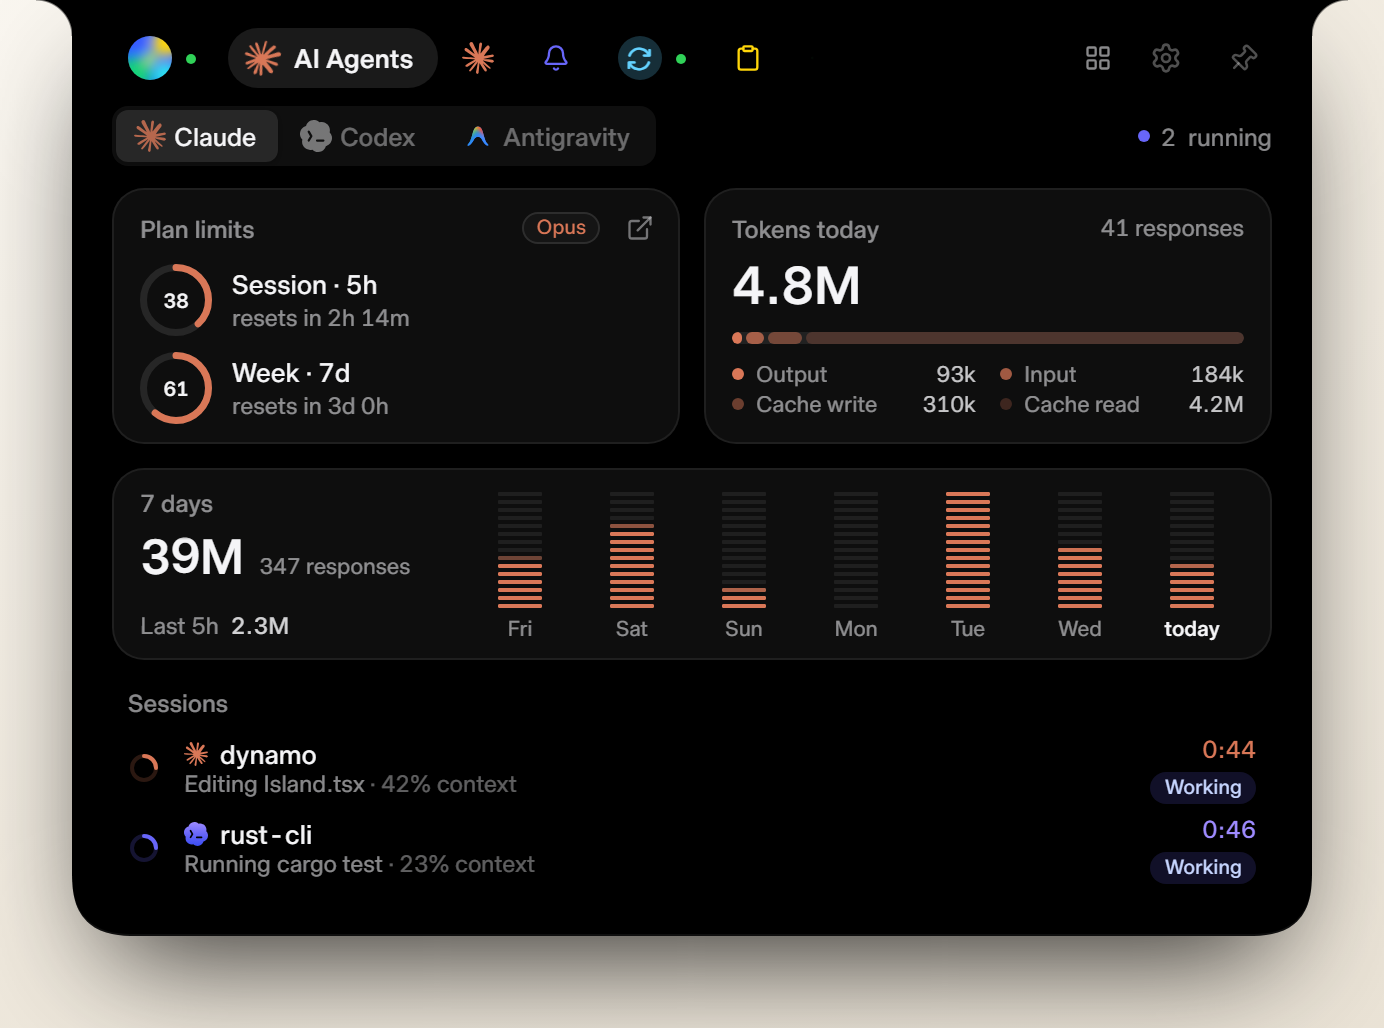 AI Agents
Claude Codex Antigravity 2 running
Plan limits Opus
38 Session · 5h
resets in 2h 14m
61 Week · 7d
resets in 3d 0h
Tokens today 41 responses
4.8M
Output 93k Input 184k
Cache write 310k Cache read 4.2M
7 days
39M 347 responses
Last 5h 2.3M
Fri Sat Sun Mon Tue Wed today
Sessions
dynamo 0:44
Editing Island.tsx · 42% context Working
rust-cli 0:46
Running cargo test · 23% context Working